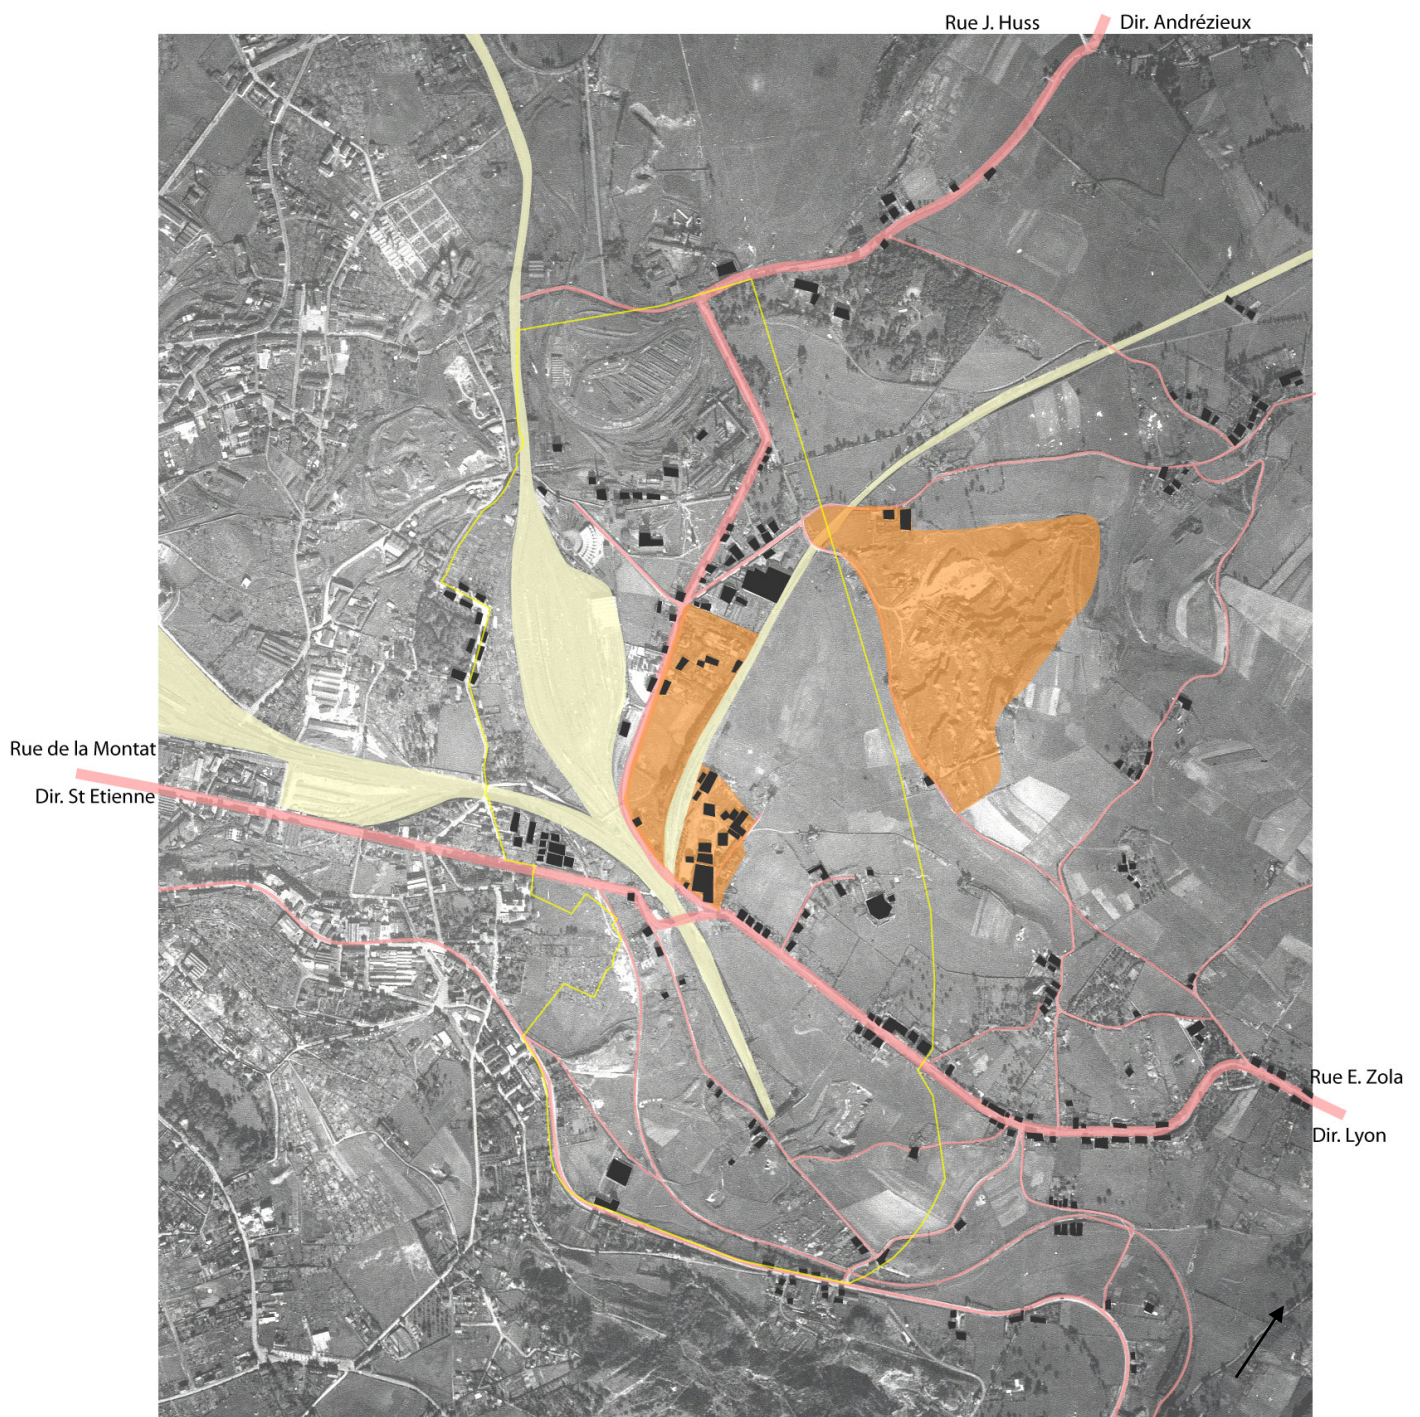 Rue J. Huss
Dir. Andrézieux
Rue de la Montat
Dir. St Etienne
Rue E. Zola
Dir. Lyon